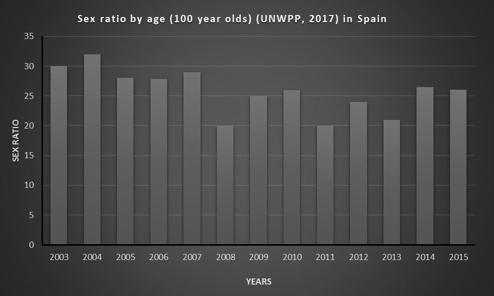 Sex ratio by age (100 year olds) (UNWPP, 2017) in Spain
35
30
25
20
15
10
5
0
SEX RATIO
2003 2004 2005 2006 2007 2008 2009 2010 2011 2012 2013 2014 2015
YEARS